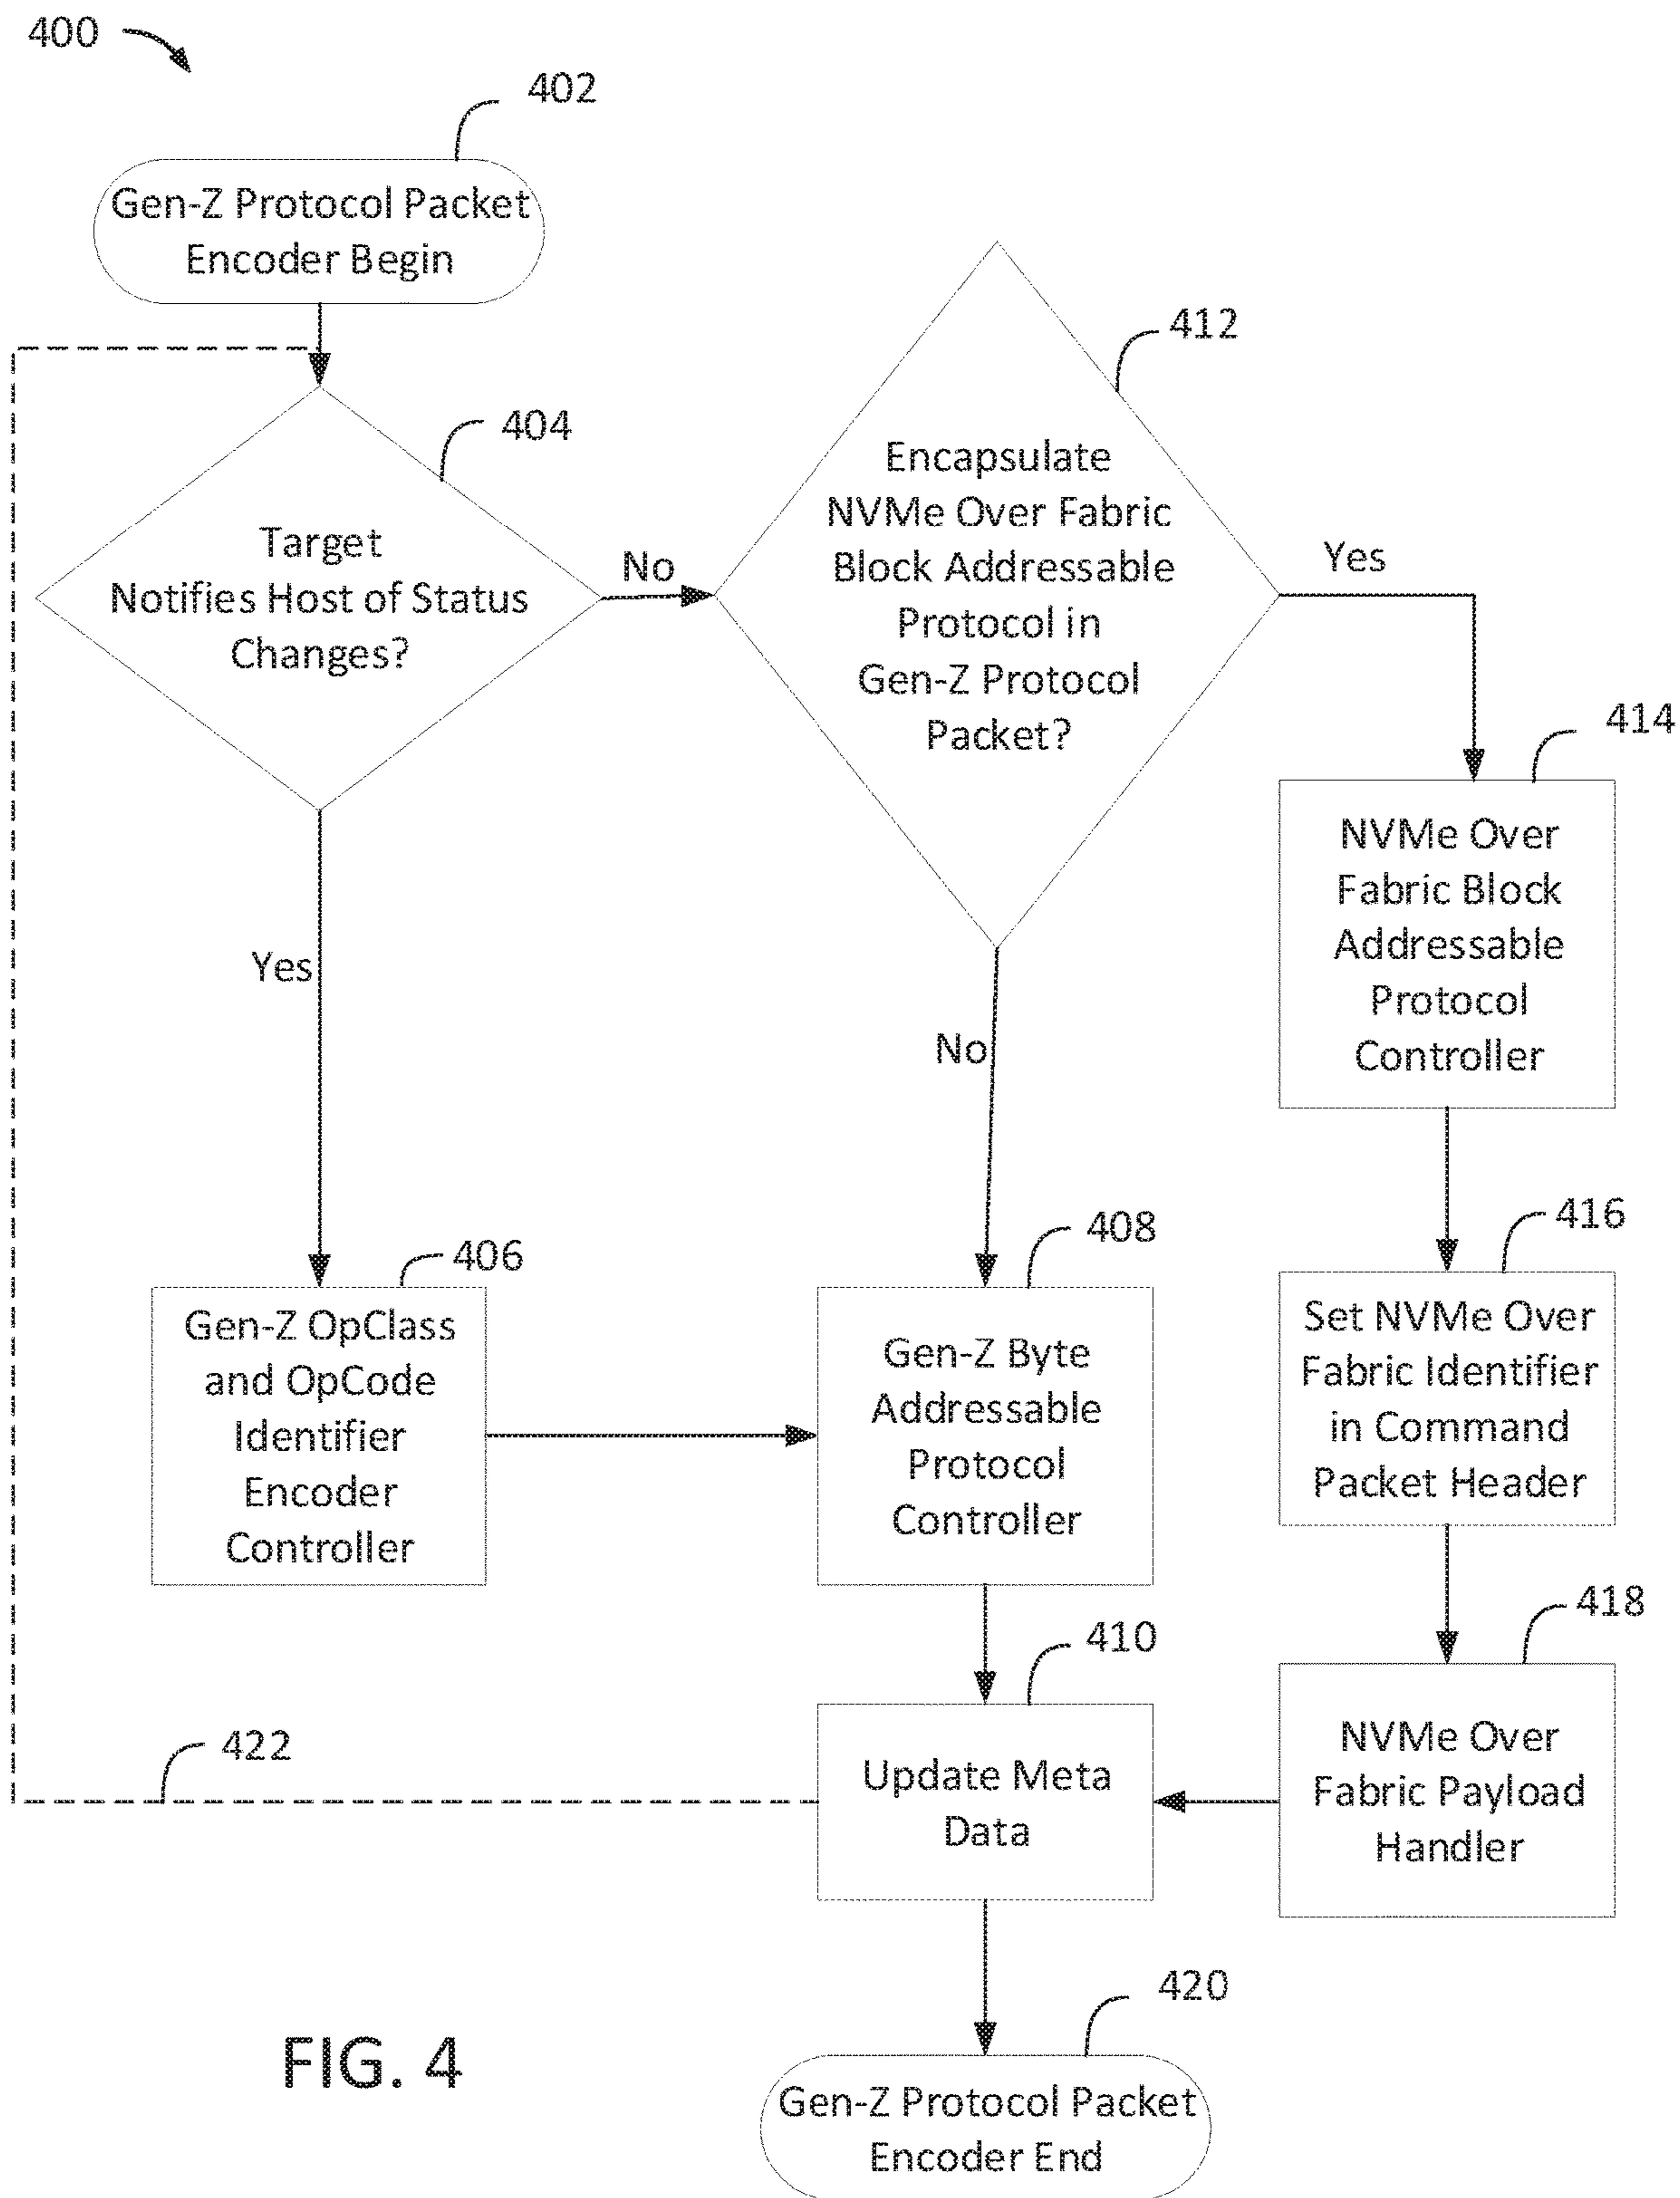 400
402
Gen-Z Protocol Packet
Encoder Begin
404
Target
Notifies Host of Status
Changes?
No
Yes
412
Encapsulate
NVMe Over Fabric
Block Addressable
Protocol in
Gen-Z Protocol
Packet?
Yes
No
414
NVMe Over
Fabric Block
Addressable
Protocol
Controller
406
Gen-Z OpClass
and OpCode
Identifier
Encoder
Controller
408
Gen-Z Byte
Addressable
Protocol
Controller
416
Set NVMe Over
Fabric Identifier
in Command
Packet Header
410
Update Meta
Data
418
NVMe Over
Fabric Payload
Handler
422
420
Gen-Z Protocol Packet
Encoder End
FIG. 4